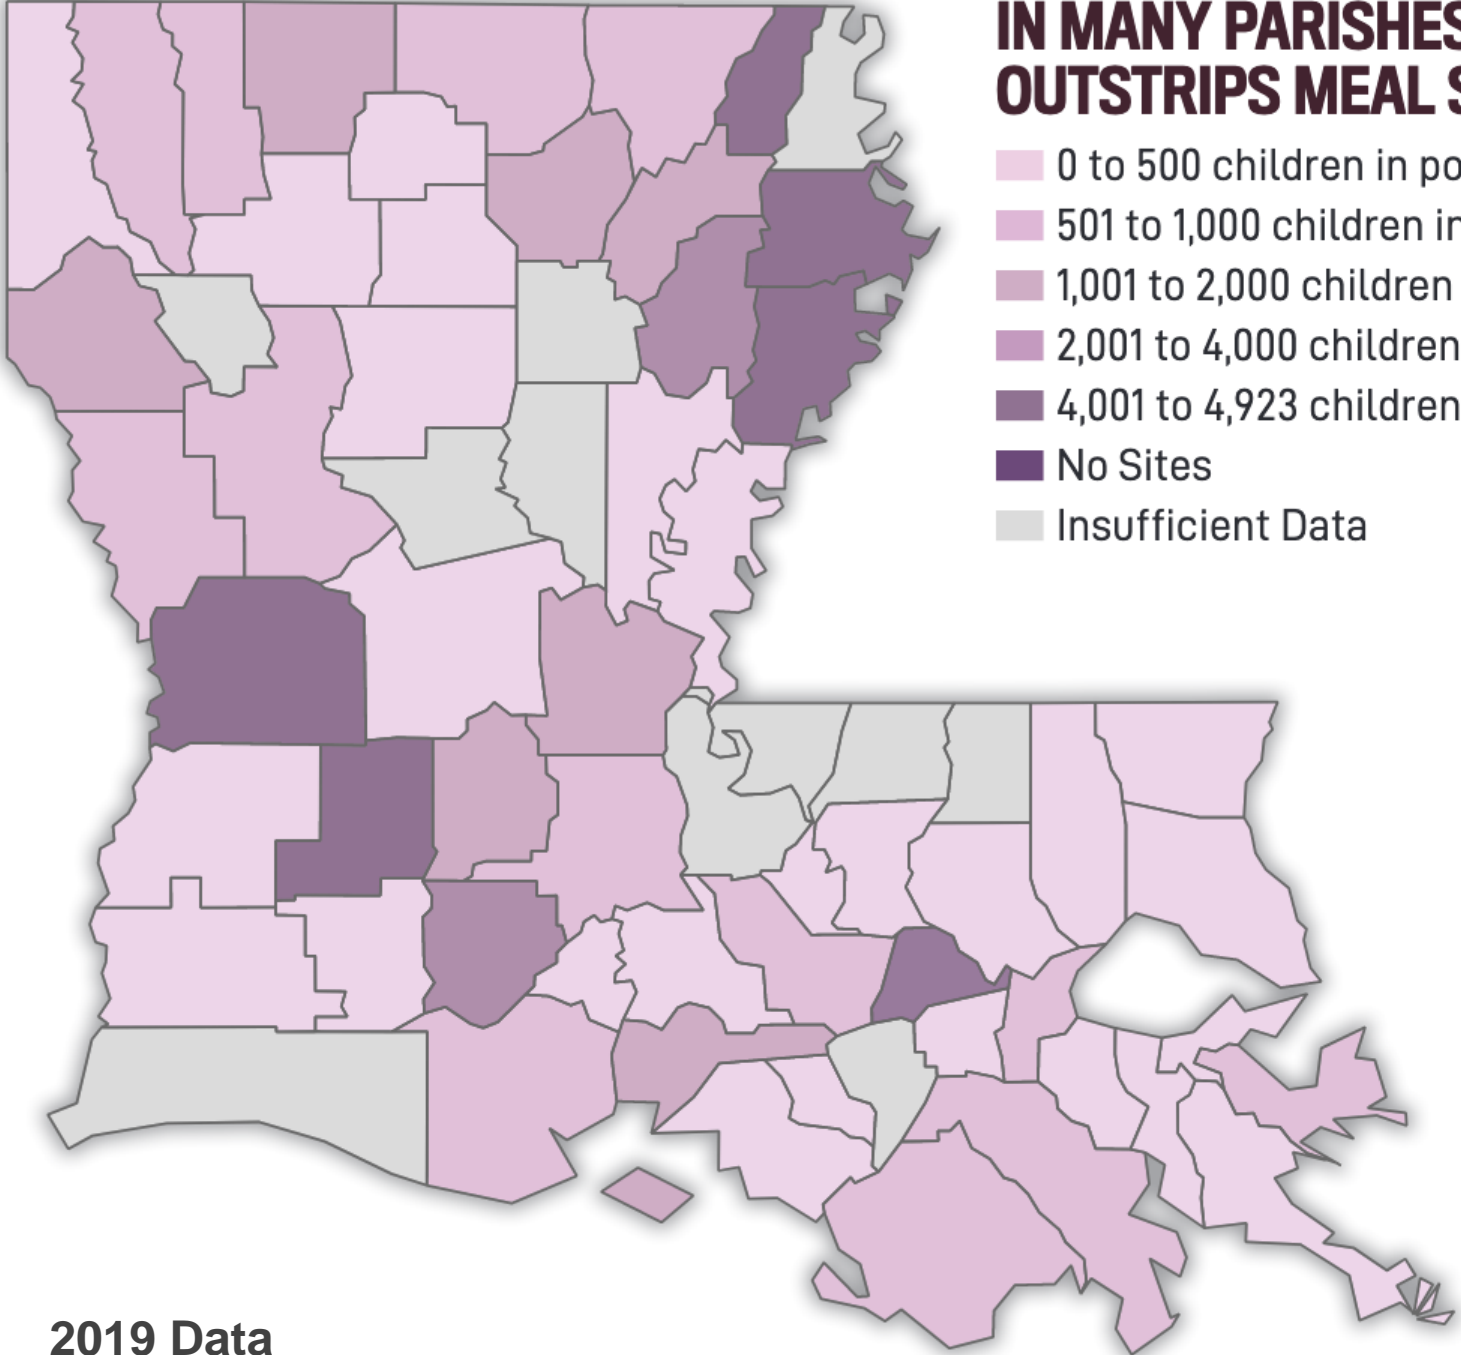 IN MANY PARISHES
OUTSTRIPS MEAL S
0 to 500 children in po
501 to 1,000 children in
1,001 to 2,000 children
2,001 to 4,000 children
4,001 to 4,923 children
No Sites
Insufficient Data
2019 Data